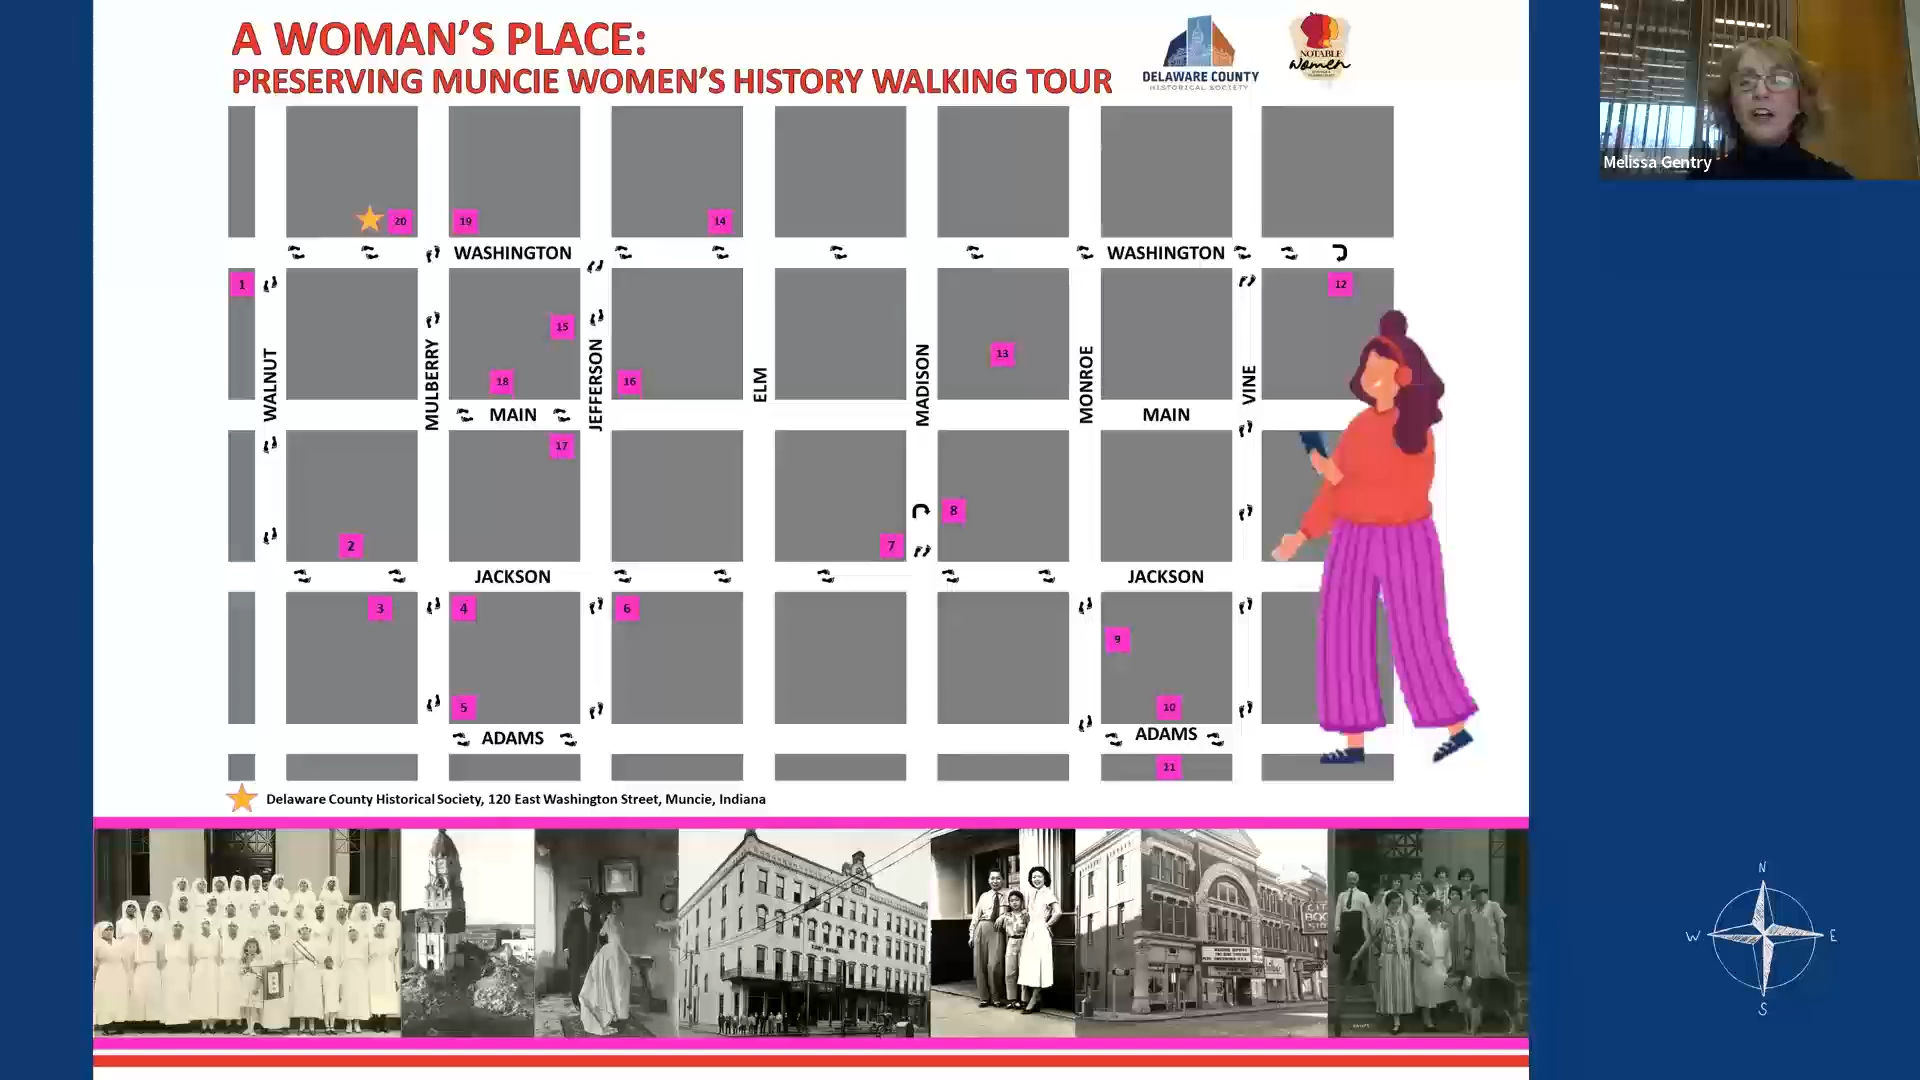 A WOMAN'S PLACE:
PRESERVING MUNCIE WOMEN'S HISTORY WALKING TOUR
DELAWARE COUNTY
HISTORICAL SOCIETY
NOTABLE
Women
Melissa Gentry
20
19
14
WASHINGTON
WASHINGTON
1
12
15
13
18
16
WALNUT
MULBERRY
JEFFERSON
ELM
MADISON
MONROE
VINE
MAIN
MAIN
17
8
2
7
JACKSON
JACKSON
3
4
6
9
5
10
ADAMS
ADAMS
11
Delaware County Historical Society, 120 East Washington Street, Muncie, Indiana
N
W
E
S